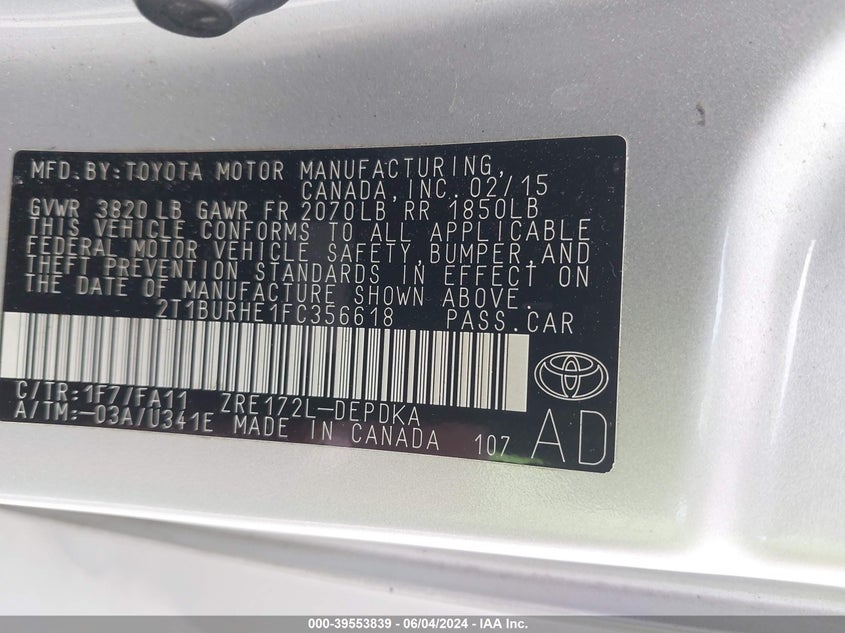 MFD.BY:TOYOTA MOTOR MANUFACTURING,
CANADA,INC. 02/15
GVWR 3820 LB GAWR FR 2070LB RR 1850LB
THIS VEHICLE CONFORMS TO ALL APPLICABLE
FEDERAL MOTOR VEHICLE SAFETY,BUMPER,AND
THEFT PREVENTION STANDARDS IN EFFECT ON
THE DATE OF MANUFACTURE SHOWN ABOVE.
2T1BURHE1FC356618 PASS.CAR
C/TR:1F7/FA11 ZRE172L-DEPDKA
A/TM:-03A/U341E MADE IN CANADA 107 AD
000-39553839 - 06/04/2024 - IAA Inc.